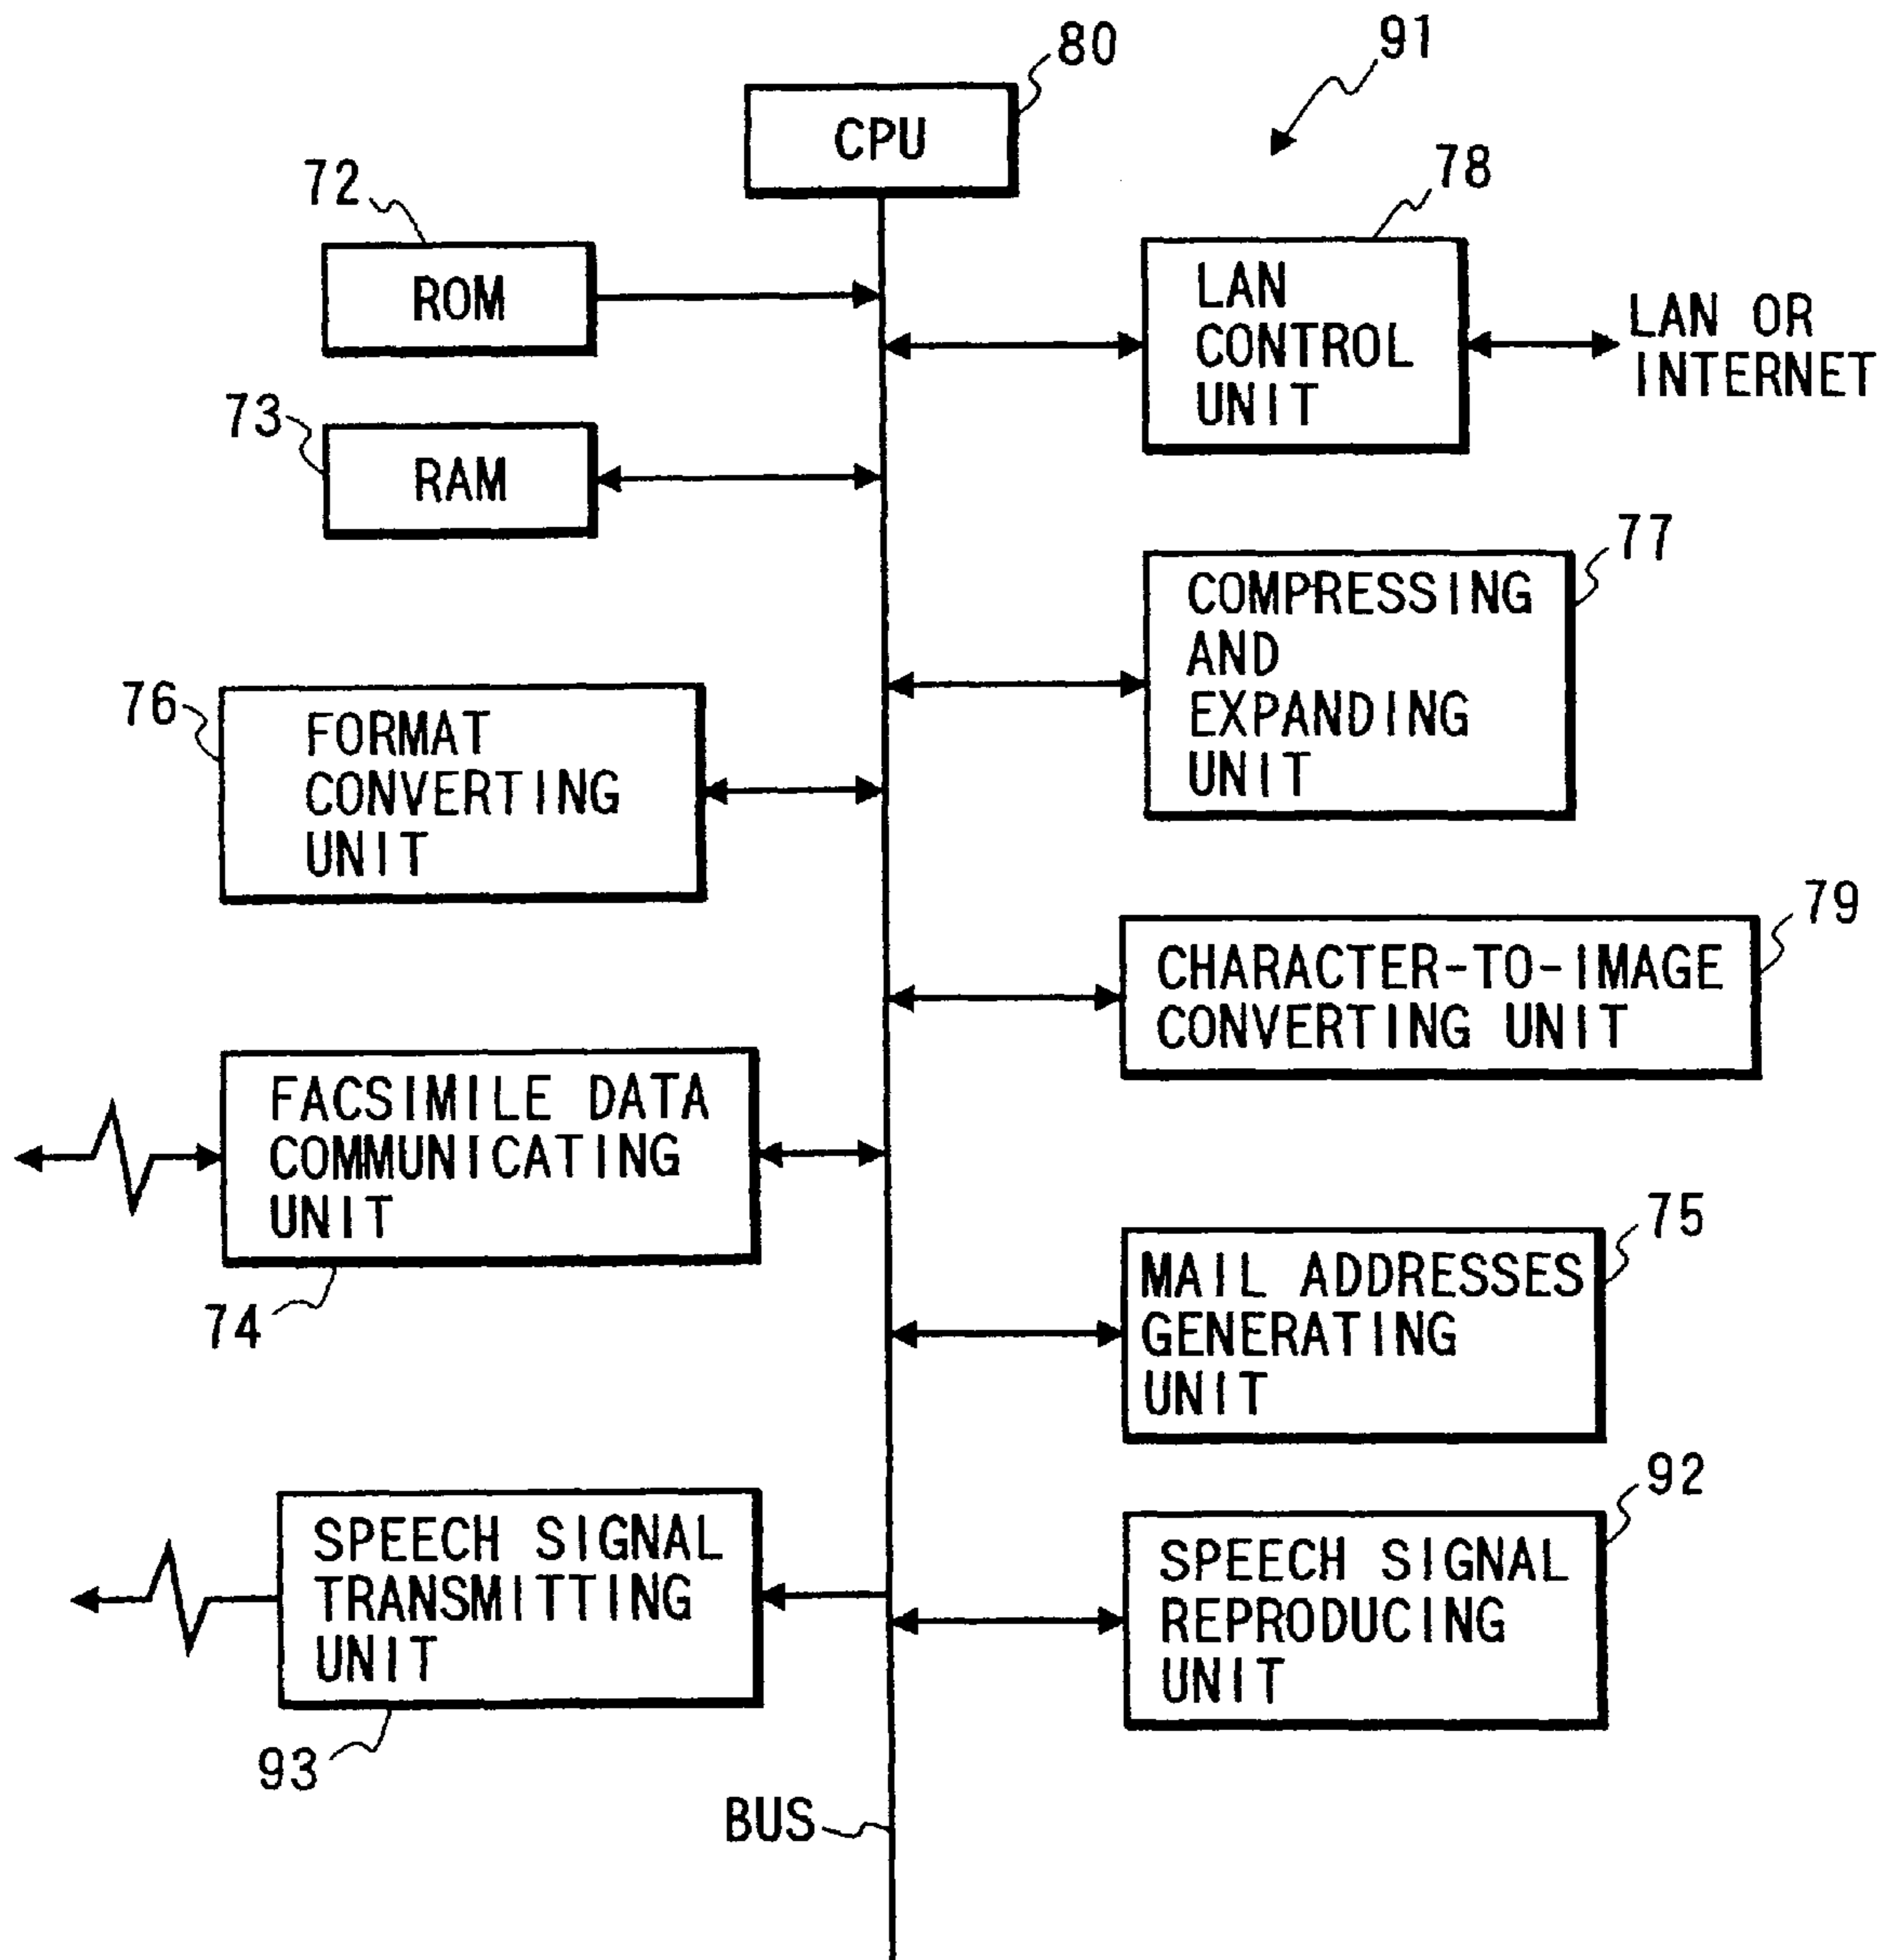 80
91
CPU
78
72
ROM
LAN
CONTROL
UNIT
LAN OR
INTERNET
73
RAM
77
COMPRESSING
AND
EXPANDING
UNIT
76
FORMAT
CONVERTING
UNIT
79
CHARACTER-TO-IMAGE
CONVERTING UNIT
FACSIMILE DATA
COMMUNICATING
UNIT
74
75
MAIL ADDRESSES
GENERATING
UNIT
92
SPEECH SIGNAL
TRANSMITTING
UNIT
93
SPEECH SIGNAL
REPRODUCING
UNIT
BUS